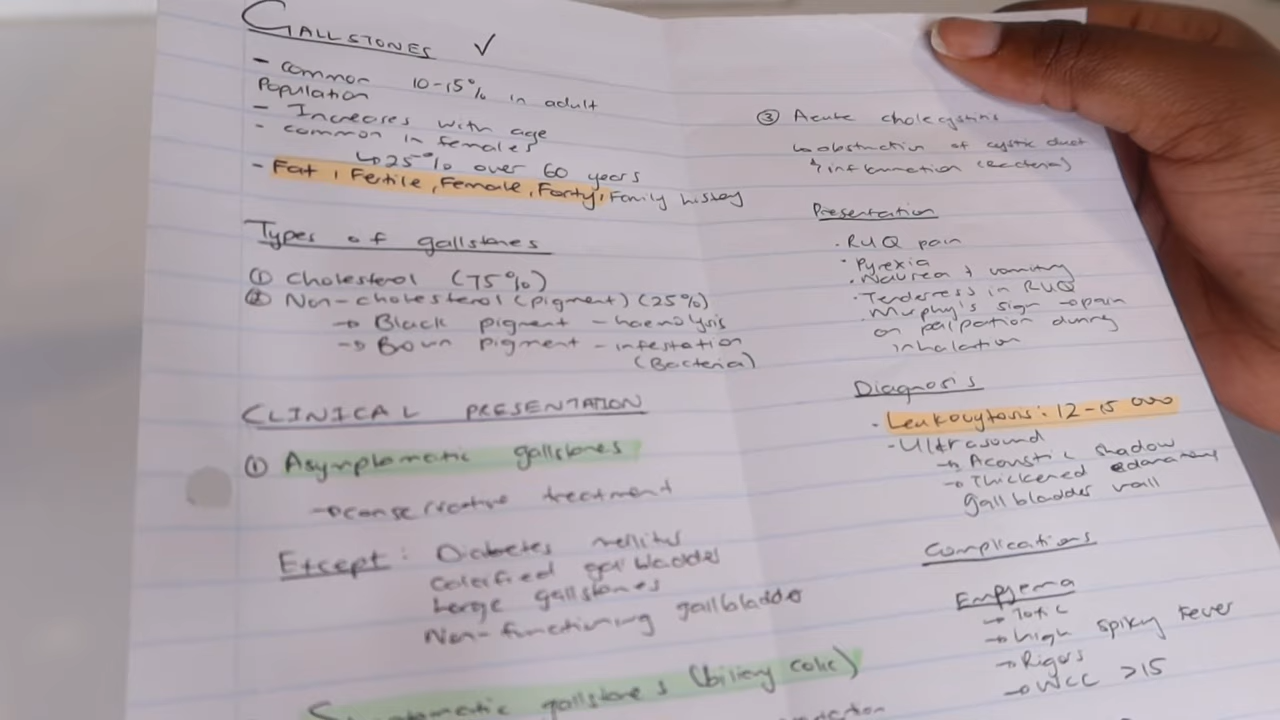 GALLSTONES ✓
- common 10-15% in adult
Population
- Increases with age
- common in females
↳25% over 60 years
- Fat, Fertile, Female, Forty, Family history
Types of gallstones
① Cholesterol (75%)
② Non-cholesterol (pigment) (25%)
→ Black pigment - haemolysis
→ Brown pigment - infestation
(Bacteria)
CLINICAL PRESENTATION
① Asymptomatic gallstones
→ conservative treatment
Except: Diabetes mellitus
Calcified gallbladder
Large gallstones
Non-functioning gallbladder
Symptomatic gallstones (biliary colic)
③ Acute cholecystitis
↳ obstruction of cystic duct
+ inflammation (bacteria)
Presentation
· RUQ pain
· Pyrexia
· Nausea + vomiting
· Tenderness in RUQ
· Murphy's sign → pain
on palpation during
inhalation
Diagnosis
· Leukocytosis: 12-15 000
- Ultrasound
→ Acoustic shadow
→ Thickened edematous
gallbladder wall
Complications
Empyema
→ Toxic
→ high spiky fever
→ Rigors
→ WCC >15